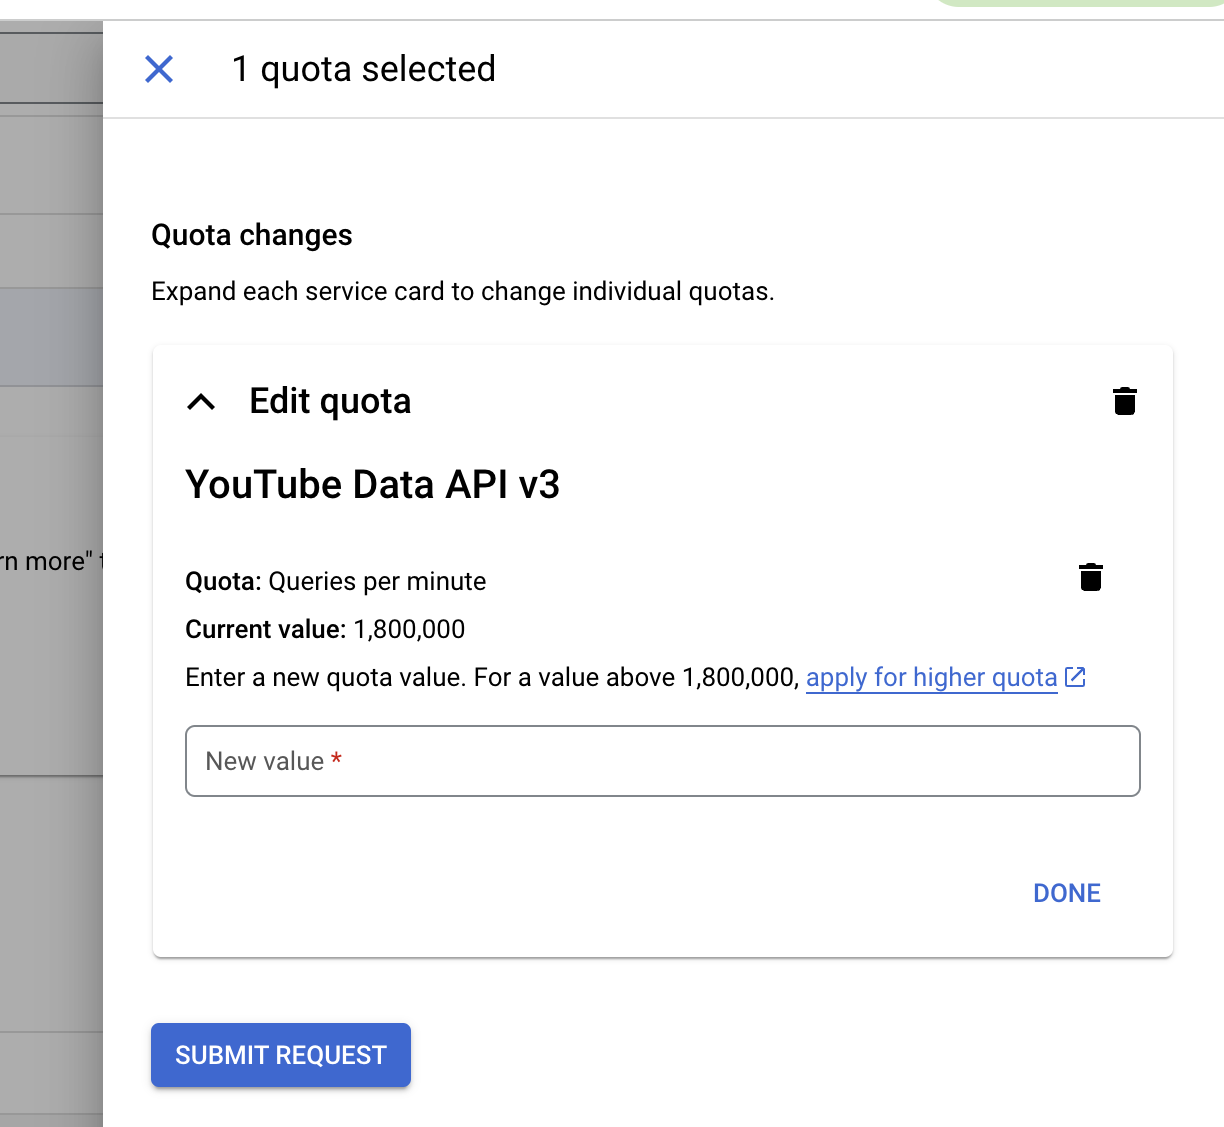 1 quota selected
Quota changes
Expand each service card to change individual quotas.
Edit quota
YouTube Data API v3
rn more"
Quota: Queries per minute
Current value: 1,800,000
Enter a new quota value. For a value above 1,800,000, apply for higher quota
New value *
DONE
SUBMIT REQUEST